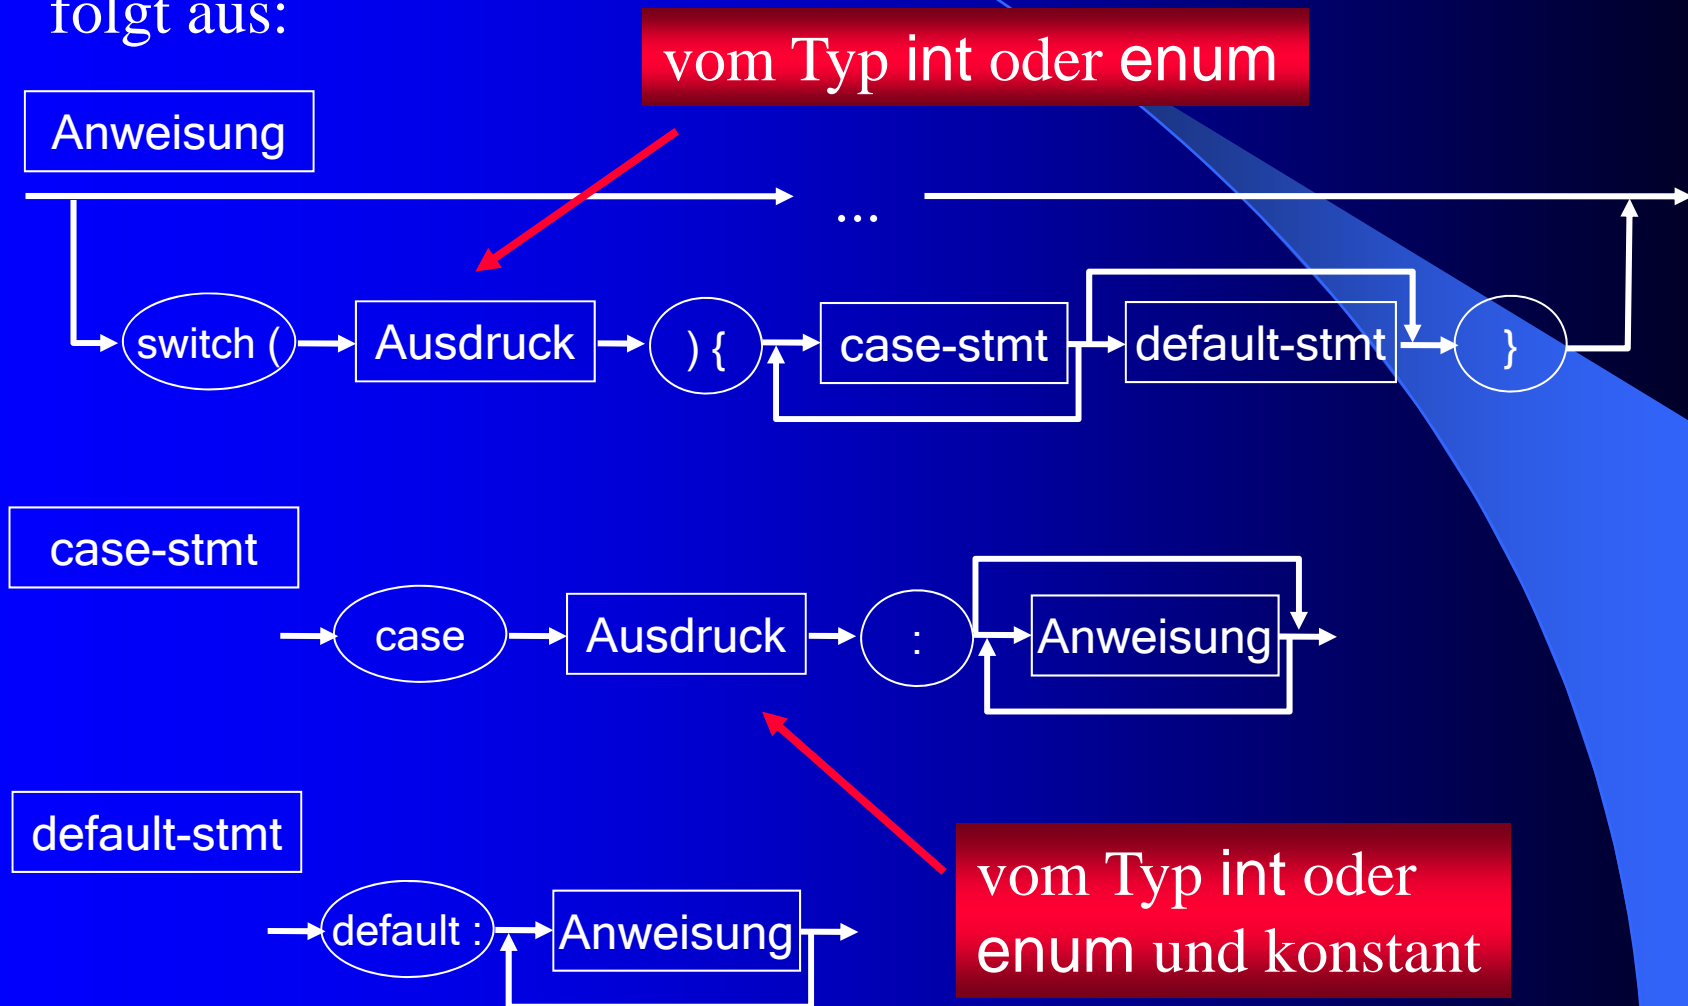 folgt aus:
vom Typ int oder enum
Anweisung
...
switch ( Ausdruck ) { case-stmt default-stmt }
case-stmt
case Ausdruck : Anweisung
default-stmt
default : Anweisung
vom Typ int oder
enum und konstant